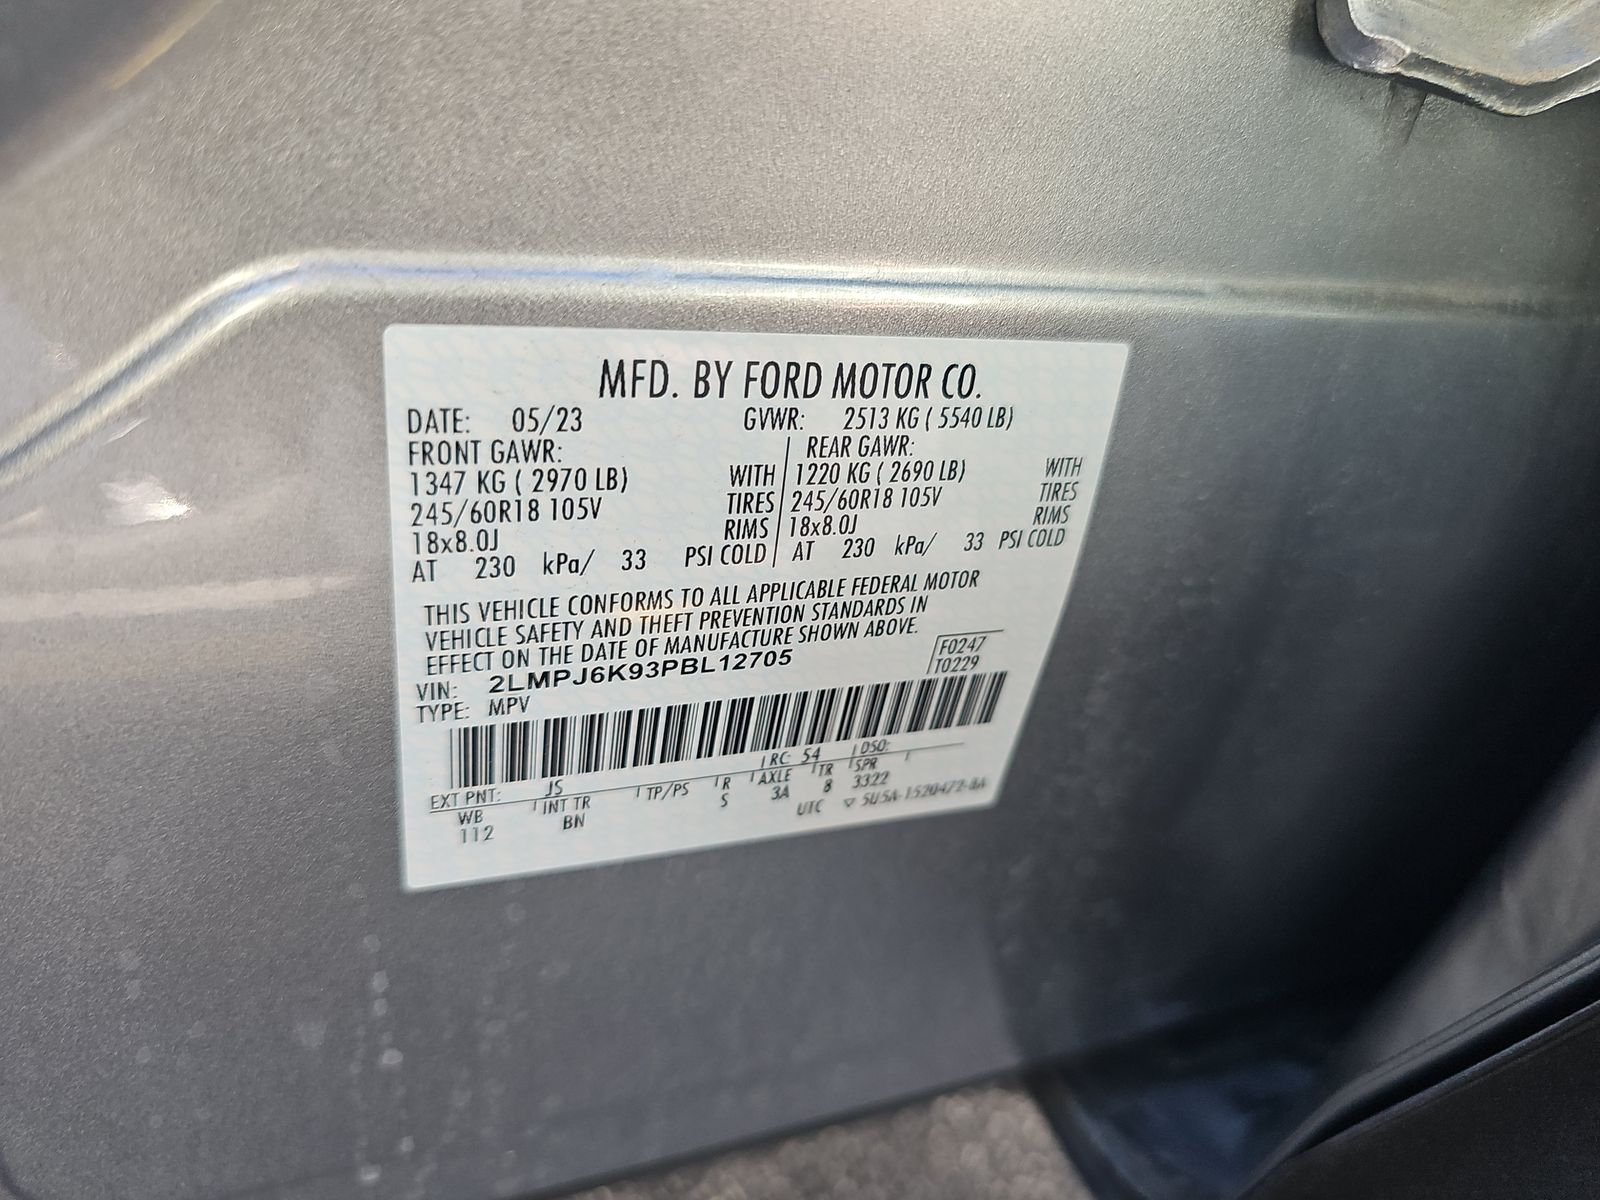 MFD. BY FORD MOTOR CO.
DATE: 05/23 GVWR: 2513 KG ( 5540 LB)
FRONT GAWR: REAR GAWR:
1347 KG ( 2970 LB) WITH 1220 KG ( 2690 LB) WITH
245/60R18 105V TIRES 245/60R18 105V TIRES
18x8.0J RIMS 18x8.0J RIMS
AT 230 kPa/ 33 PSI COLD AT 230 kPa/ 33 PSI COLD
THIS VEHICLE CONFORMS TO ALL APPLICABLE FEDERAL MOTOR
VEHICLE SAFETY AND THEFT PREVENTION STANDARDS IN
EFFECT ON THE DATE OF MANUFACTURE SHOWN ABOVE.
VIN: 2LMPJ6K93PBL12705 F0247
TYPE: MPV T0229
EXT PNT: JS RC: 54 DSO:
WB INT TR TP/PS R AXLE TR SPR
112 BN S 3A 8 3322
UTC ▽ 5U5A-1520472-8A